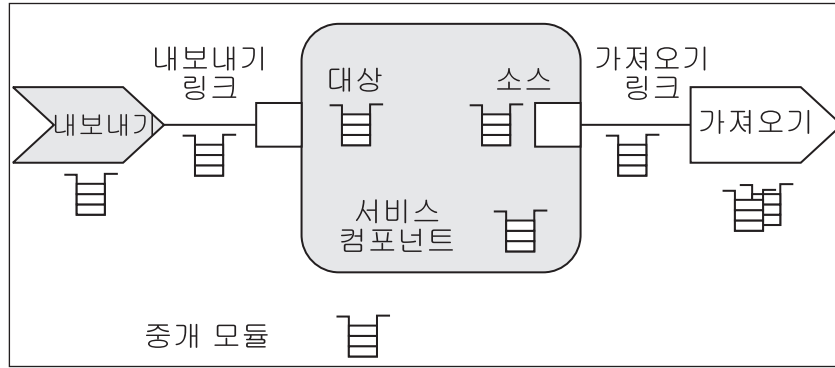 내보내기
링크
대상
소스
가져오기
링크
내보내기
가져오기
서비스
컴포넌트
중개 모듈